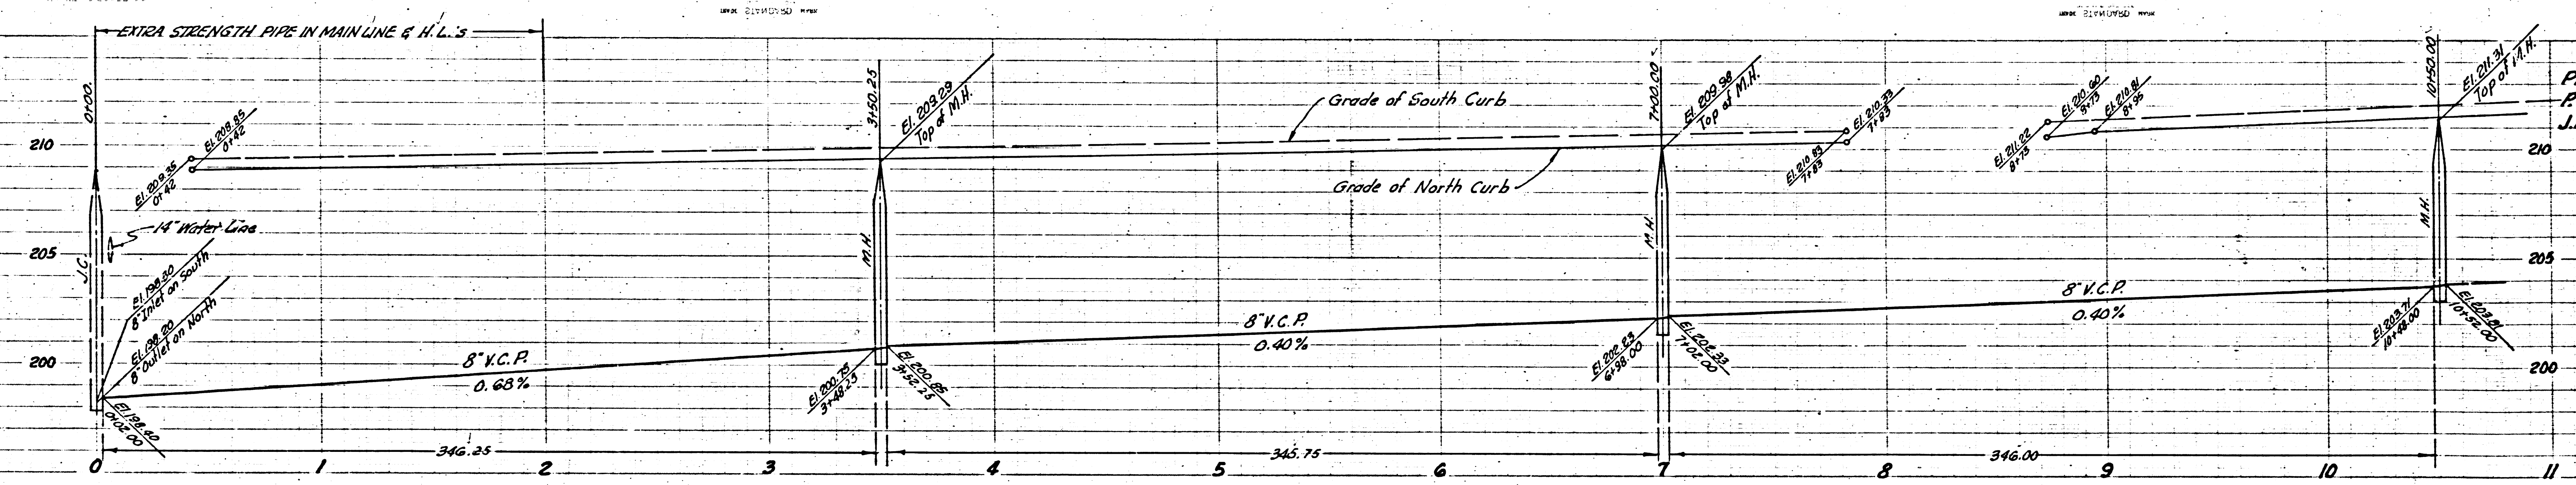 EXTRA STRENGTH PIPE IN MAIN LINE & H.L.'s
STANDARD
STANDARD
0+00.
3+50.25
7+00.00
10+50.00
El. 209.35
0+42
El. 208.85
0+42
El. 209.29
Top of M.H.
Grade of South Curb
Grade of North Curb
El. 209.98
Top of M.H.
El. 210.33
7+83
El. 210.83
7+83
El. 211.22
8+73
El. 210.60
8+73
El. 210.81
8+95
El. 211.31
Top of M.H.
P.
P.
J.
210
205
200
210
205
200
14" Water Line
J.C.
M.H.
M.H.
M.H.
El. 198.30
8" Inlet on South
El. 198.20
8" Outlet on North
El. 198.40
0+02.00
8" V.C.P.
0.68%
El. 200.75
3+48.25
El. 200.85
3+52.25
8" V.C.P.
0.40%
El. 202.23
6+98.00
El. 202.33
7+02.00
8" V.C.P.
0.40%
El. 203.71
10+48.00
El. 203.81
10+52.00
346.25
345.75
346.00
0 1 2 3 4 5 6 7 8 9 10 11